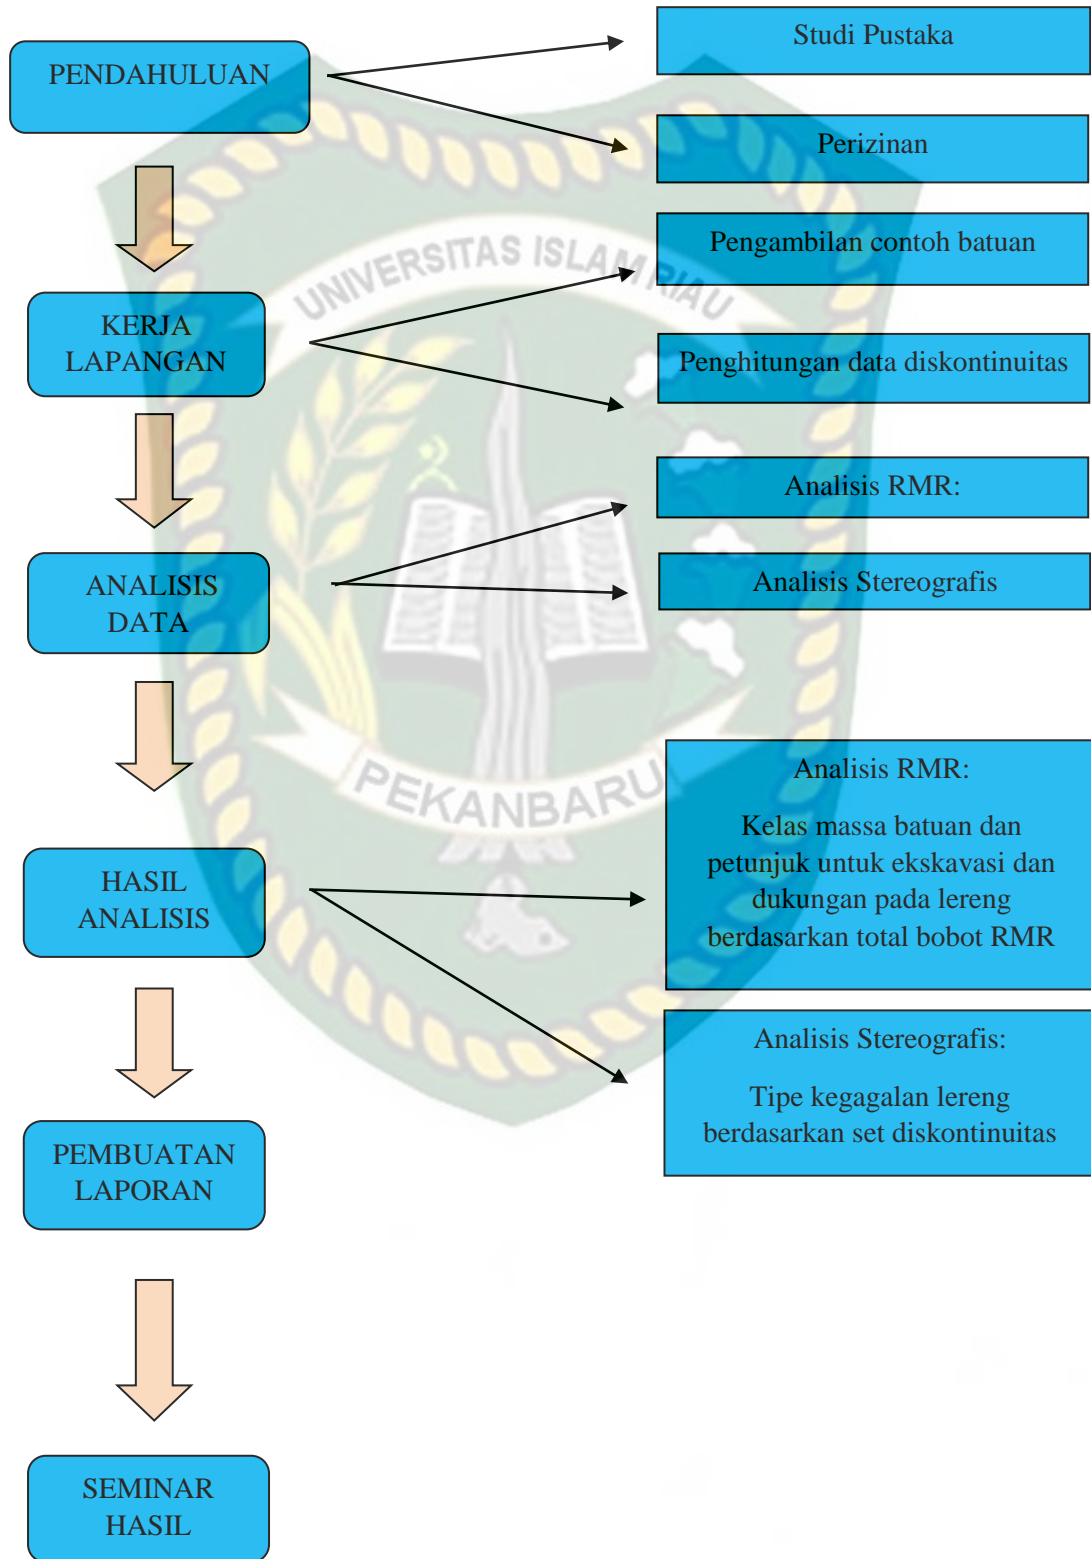 PENDAHULUAN
Studi Pustaka
Perizinan
KERJA
LAPANGAN
Pengambilan contoh batuan
Penghitungan data diskontinuitas
ANALISIS
DATA
Analisis RMR:
Analisis Stereografis
HASIL
ANALISIS
Analisis RMR:
Kelas massa batuan dan
petunjuk untuk ekskavasi dan
dukungan pada lereng
berdasarkan total bobot RMR
Analisis Stereografis:
Tipe kegagalan lereng
berdasarkan set diskontinuitas
PEMBUATAN
LAPORAN
SEMINAR
HASIL
UNIVERSITAS ISLAM RIAU
PEKANBARU